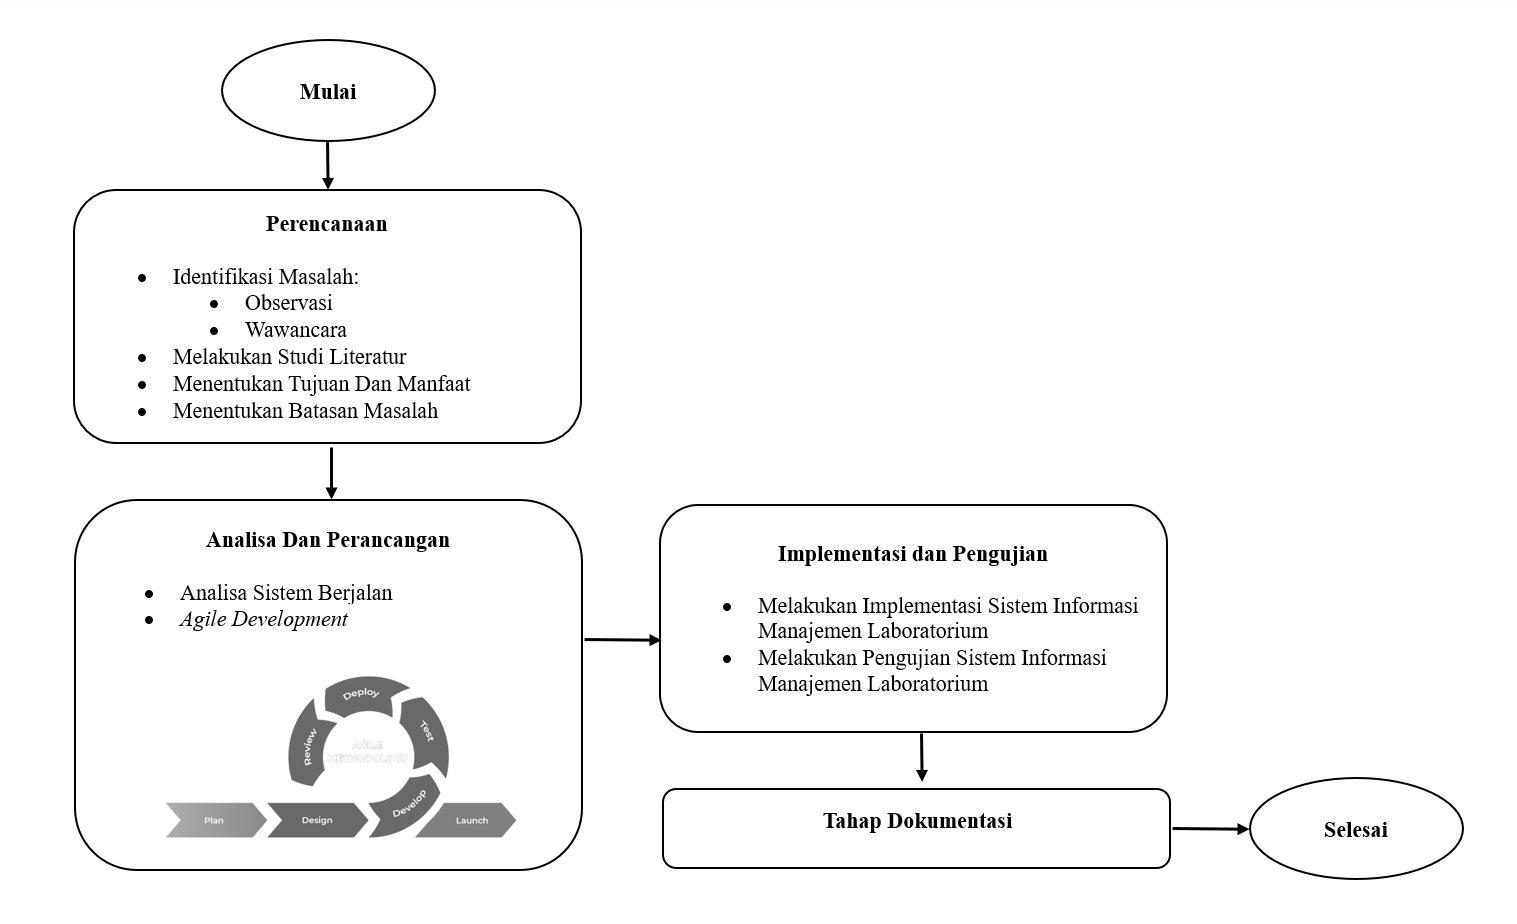 Mulai
Perencanaan
Identifikasi Masalah:
Observasi
Wawancara
Melakukan Studi Literatur
Menentukan Tujuan Dan Manfaat
Menentukan Batasan Masalah
Analisa Dan Perancangan
Analisa Sistem Berjalan
Agile Development
Deploy
Test
Review
AGILE
METHODOLOGY
Develop
Plan
Design
Launch
Implementasi dan Pengujian
Melakukan Implementasi Sistem Informasi
Manajemen Laboratorium
Melakukan Pengujian Sistem Informasi
Manajemen Laboratorium
Tahap Dokumentasi
Selesai